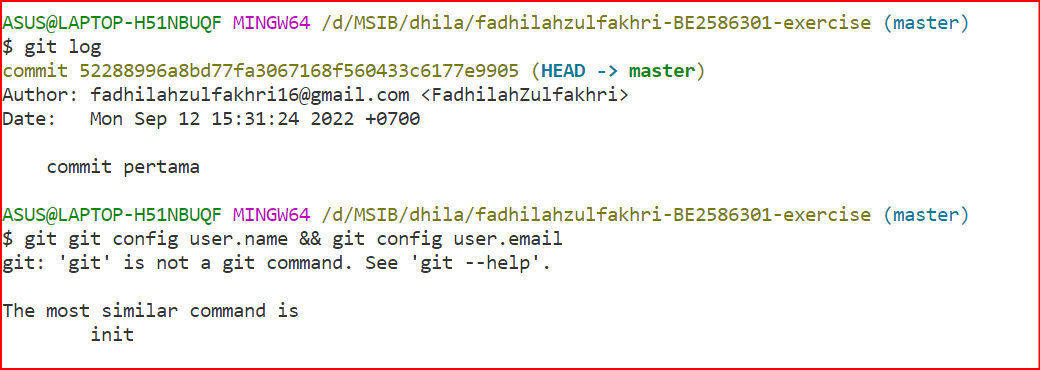 ASUS@LAPTOP-H51NBUQF MINGW64 /d/MSIB/dhila/fadhilahzulfakhri-BE2586301-exercise (master)
$ git log
commit 52288996a8bd77fa3067168f560433c6177e9905 (HEAD -> master)
Author: fadhilahzulfakhri16@gmail.com <FadhilahZulfakhri>
Date:   Mon Sep 12 15:31:24 2022 +0700
    commit pertama
ASUS@LAPTOP-H51NBUQF MINGW64 /d/MSIB/dhila/fadhilahzulfakhri-BE2586301-exercise (master)
$ git git config user.name && git config user.email
git: 'git' is not a git command. See 'git --help'.
The most similar command is
        init